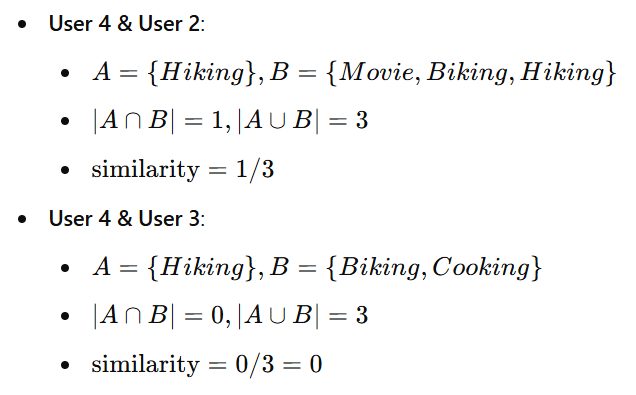 • User 4 & User 2:
• A = {Hiking}, B = {Movie, Biking, Hiking}
• |A ∩ B| = 1, |A ∪ B| = 3
• similarity = 1/3
• User 4 & User 3:
• A = {Hiking}, B = {Biking, Cooking}
• |A ∩ B| = 0, |A ∪ B| = 3
• similarity = 0/3 = 0